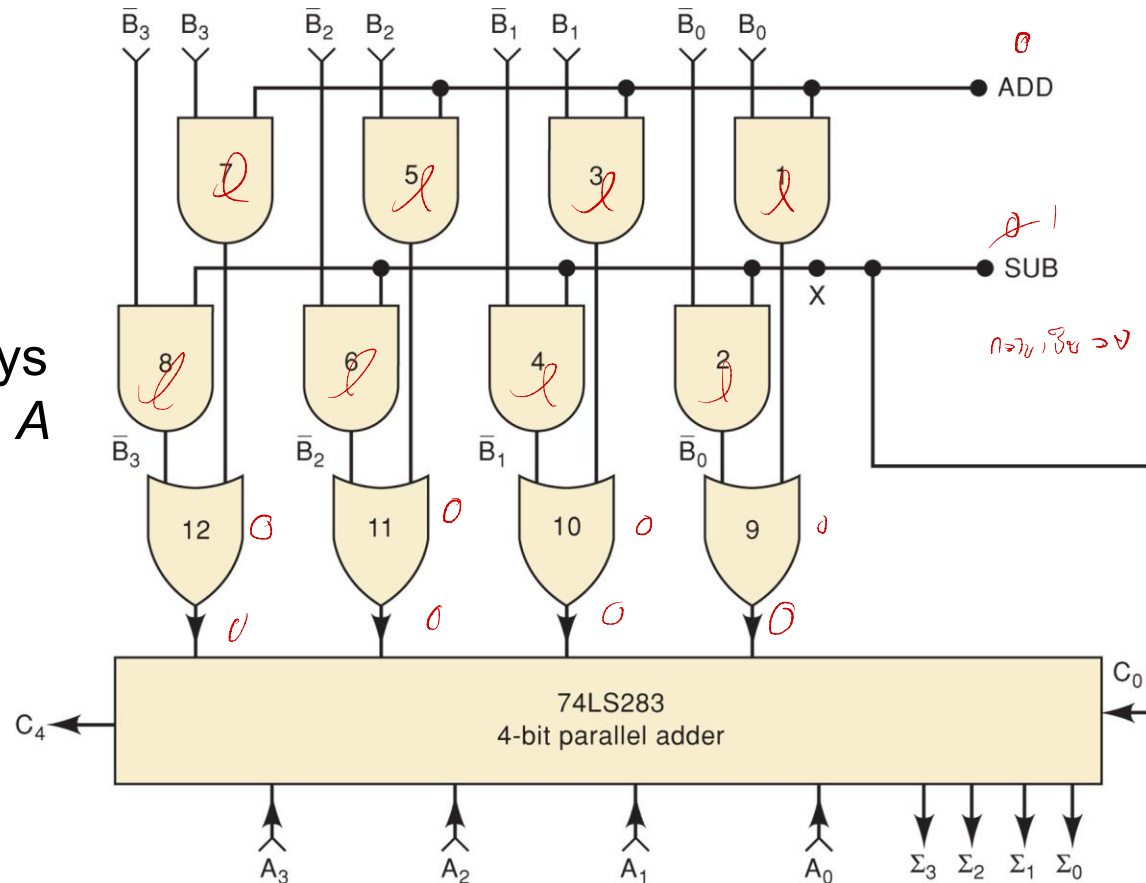 B̅₃ B₃ B̅₂ B₂ B̅₁ B₁ B̅₀ B₀
0
ADD
7 5 3 1
1
SUB
X
ys
8 6 4 2
A
B̅₃ B̅₂ B̅₁ B̅₀
12 0 11 0 10 0 9 0
0 0 0 0
74LS283
C₀
C₄
4-bit parallel adder
A₃ A₂ A₁ A₀ Σ₃ Σ₂ Σ₁ Σ₀